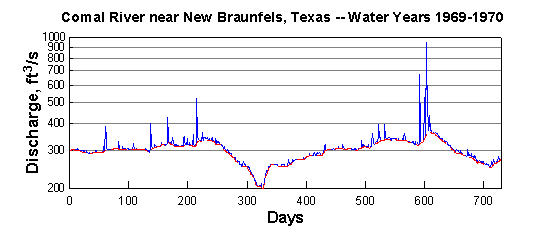 Comal River near New Braunfels, Texas -- Water Years 1969-1970
Discharge, ft3/s
1000
900
800
700
600
500
400
300
200
0 100 200 300 400 500 600 700
Days